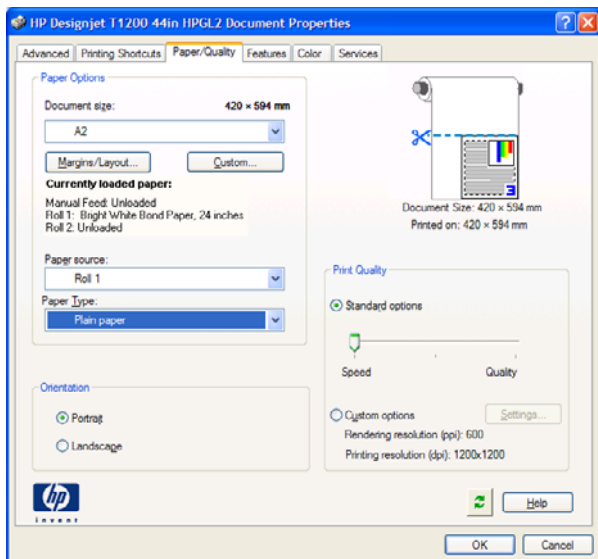 HP Designjet T1200 44in HPGL2 Document Properties
Advanced Printing Shortcuts Paper/Quality Features Color Services
Paper Options
Document size: 420 × 594 mm
A2
Margins/Layout... Custom...
Currently loaded paper:
Manual Feed: Unloaded
Roll 1: Bright White Bond Paper, 24 inches
Roll 2: Unloaded
Paper source:
Roll 1
Paper Type:
Plain paper
Orientation
Portrait
Landscape
3
Document Size: 420 × 594 mm
Printed on: 420 × 594 mm
Print Quality
Standard options
Speed Quality
Custom options Settings...
Rendering resolution (ppi): 600
Printing resolution (dpi): 1200x1200
hp
invent
Help
OK Cancel